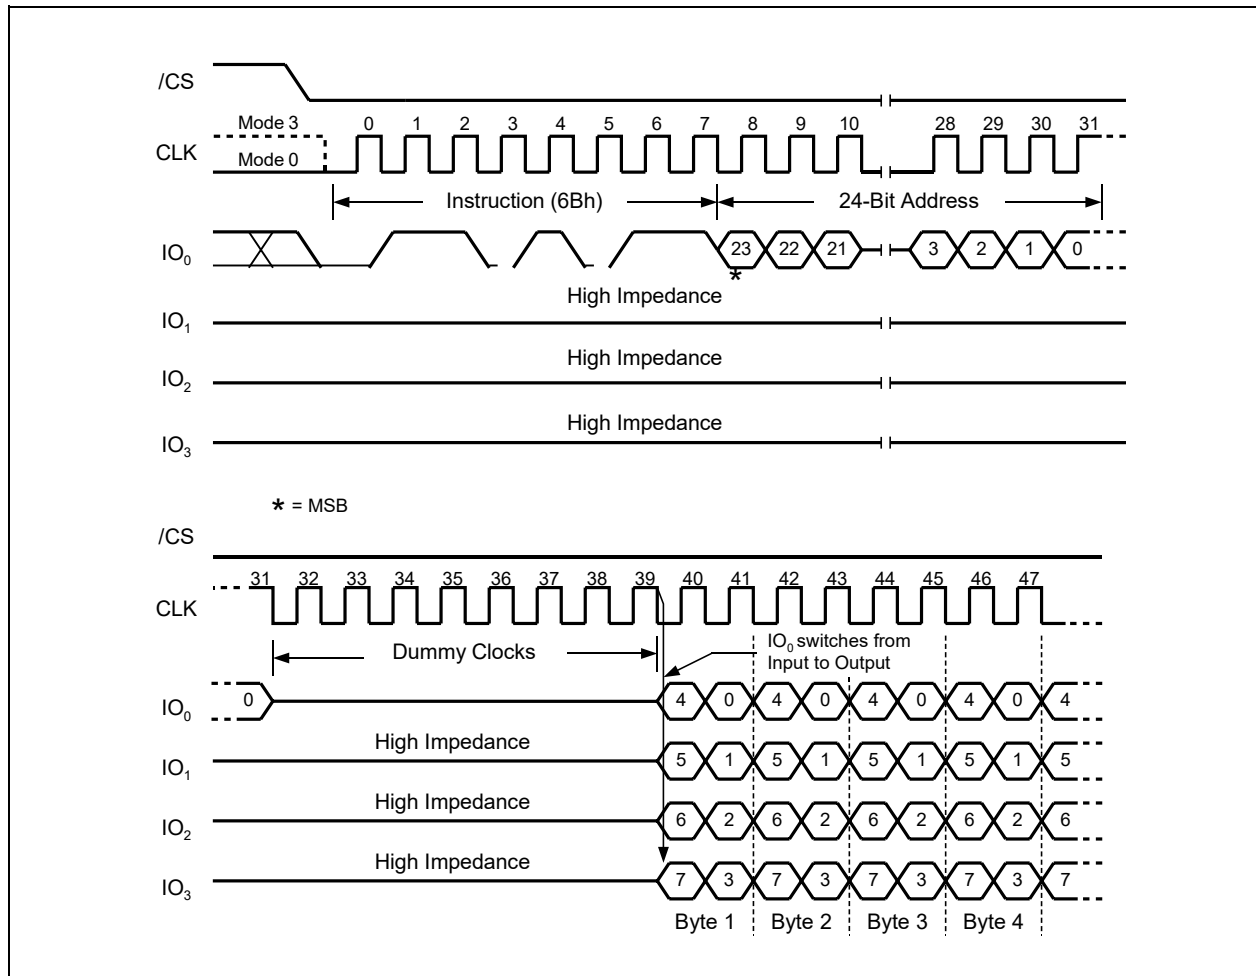 /CS
Mode 3
0 1 2 3 4 5 6 7 8 9 10 28 29 30 31
CLK
Mode 0
Instruction (6Bh)
24-Bit Address
IO0
23 22 21 3 2 1 0
*
High Impedance
IO1
High Impedance
IO2
High Impedance
IO3
* = MSB
/CS
31 32 33 34 35 36 37 38 39 40 41 42 43 44 45 46 47
CLK
Dummy Clocks
IO0 switches from
Input to Output
IO0
0 4 0 4 0 4 0 4 0 4
High Impedance
IO1
5 1 5 1 5 1 5 1 5
High Impedance
IO2
6 2 6 2 6 2 6 2 6
High Impedance
IO3
7 3 7 3 7 3 7 3 7
Byte 1 Byte 2 Byte 3 Byte 4